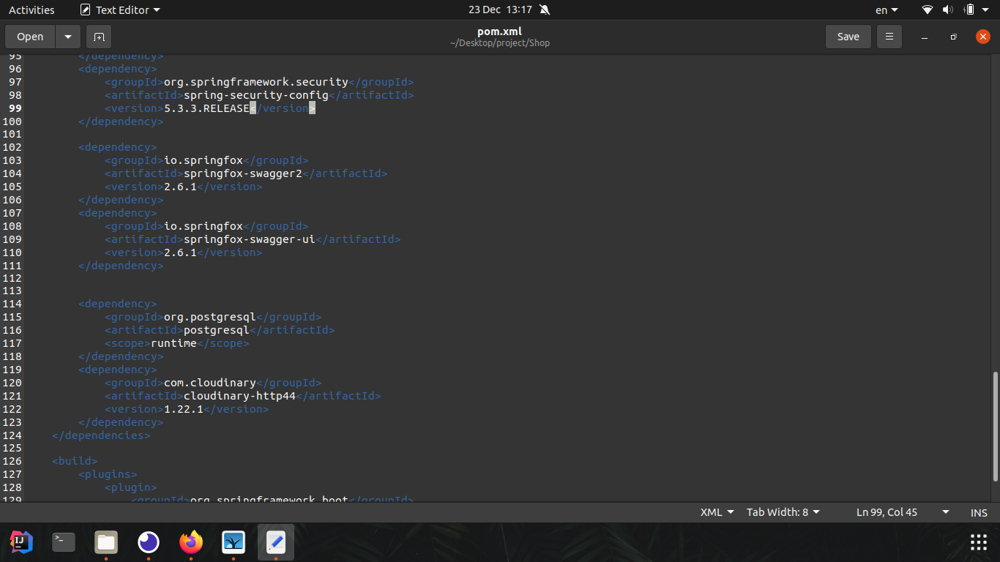 Activities Text Editor 23 Dec 13:17 en
Open pom.xml Save
~/Desktop/project/Shop
95 </dependency>
96 <dependency>
97 <groupId>org.springframework.security</groupId>
98 <artifactId>spring-security-config</artifactId>
99 <version>5.3.3.RELEASE</version>
100 </dependency>
101
102 <dependency>
103 <groupId>io.springfox</groupId>
104 <artifactId>springfox-swagger2</artifactId>
105 <version>2.6.1</version>
106 </dependency>
107 <dependency>
108 <groupId>io.springfox</groupId>
109 <artifactId>springfox-swagger-ui</artifactId>
110 <version>2.6.1</version>
111 </dependency>
112
113
114 <dependency>
115 <groupId>org.postgresql</groupId>
116 <artifactId>postgresql</artifactId>
117 <scope>runtime</scope>
118 </dependency>
119 <dependency>
120 <groupId>com.cloudinary</groupId>
121 <artifactId>cloudinary-http44</artifactId>
122 <version>1.22.1</version>
123 </dependency>
124 </dependencies>
125
126 <build>
127 <plugins>
128 <plugin>
129 <groupId>org.springframework.boot</groupId>
XML Tab Width: 8 Ln 99, Col 45 INS
IJ >_